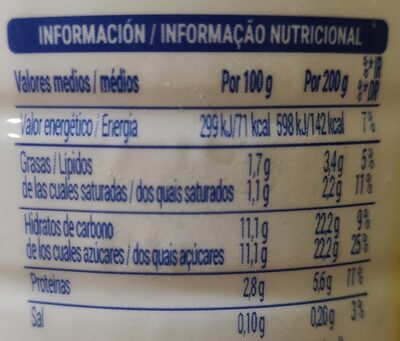 INFORMACIÓN / INFORMAÇÃO NUTRICIONAL
Valores medios / médios Por 100 g Por 200 g %* IR %* DR
Valor energético / Energia 299 kJ/71 kcal 598 kJ/142 kcal 7%
Grasas / Lípidos 1,7 g 3,4 g 5%
de las cuales saturadas / dos quais saturados 1,1 g 2,2 g 11%
Hidratos de carbono 11,1 g 22,2 g 9%
de los cuales azúcares / dos quais açúcares 11,1 g 22,2 g 25%
Proteínas 2,8 g 5,6 g 11%
Sal 0,10 g 0,20 g 3%